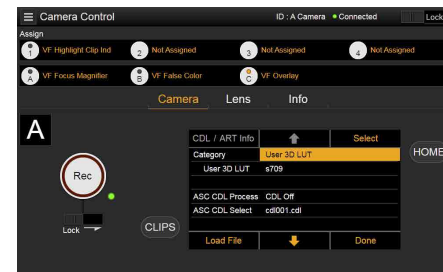 Camera Control
ID : A Camera
Connected
Lock
Assign
1 VF Highlight Clip Ind
2 Not Assigned
3 Not Assigned
4 Not Assigned
A VF Focus Magnifier
B VF False Color
C VF Overlay
Camera Lens Info
A
CDL / ART Info
Select
Category User 3D LUT
User 3D LUT s709
HOME
Rec
ASC CDL Process CDL Off
ASC CDL Select cdl001.cdl
Lock
CLIPS
Load File
Done